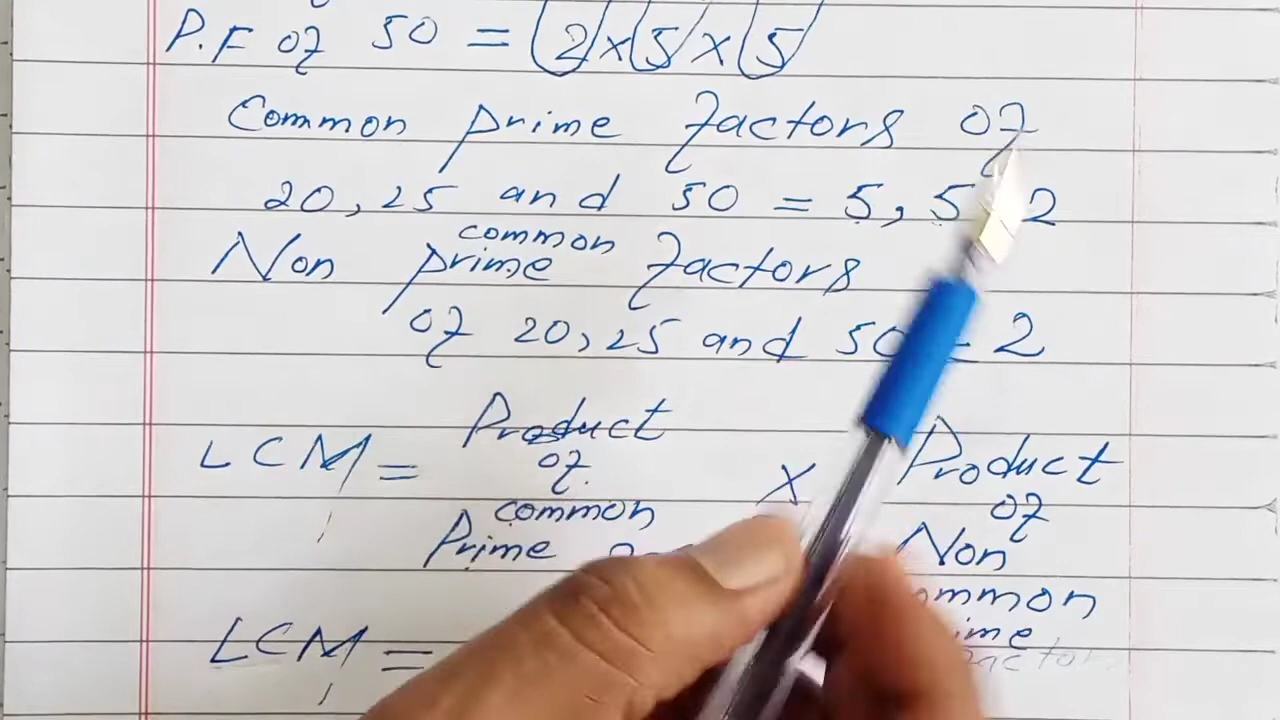 P.F of 50 = 2×5×5
Common prime factors of
20, 25 and 50 = 5, 5 2
common
Non prime factors
of 20, 25 and 50 = 2
LCM = Product of common Prime × Product of Non common
LCM =